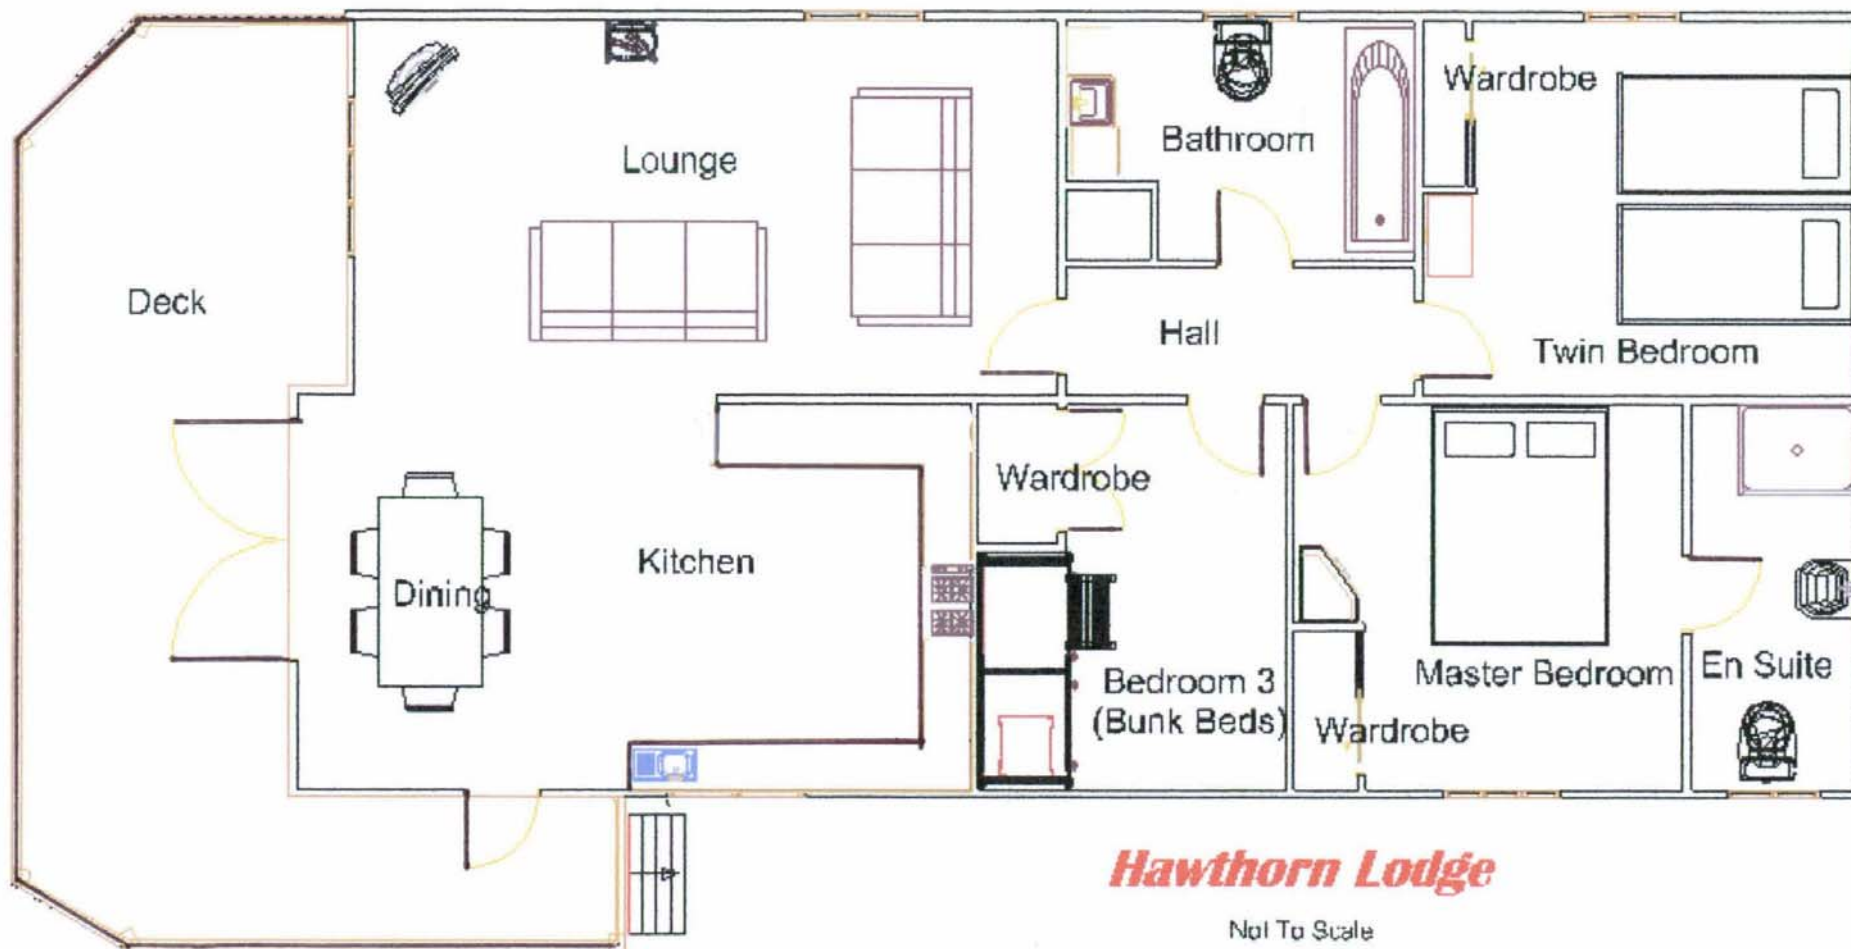 Wardrobe
Bathroom
Lounge
Deck
Hall
Twin Bedroom
Wardrobe
Kitchen
Dining
Bedroom 3
(Bunk Beds)
Master Bedroom
En Suite
Wardrobe
Hawthorn Lodge
Not To Scale